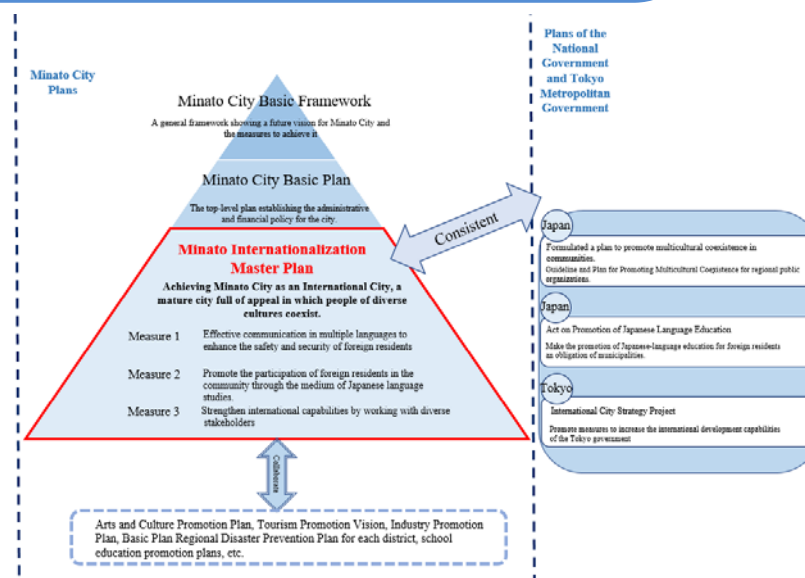 Minato City
Plans
Minato City Basic Framework
A general framework showing a future vision for Minato City and
the measures to achieve it
Minato City Basic Plan
The top-level plan establishing the administrative
and financial policy for the city.
Minato Internationalization
Master Plan
Achieving Minato City as an International City, a
mature city full of appeal in which people of diverse
cultures coexist.
Measure 1
Effective communication in multiple languages to
enhance the safety and security of foreign residents
Measure 2
Promote the participation of foreign residents in the
community through the medium of Japanese language
studies.
Measure 3
Strengthen international capabilities by working with diverse
stakeholders
Collaborate
Arts and Culture Promotion Plan, Tourism Promotion Vision, Industry Promotion
Plan, Basic Plan Regional Disaster Prevention Plan for each district, school
education promotion plans, etc.
Consistent
Plans of the
National
Government
and Tokyo
Metropolitan
Government
Japan
Formulated a plan to promote multicultural coexistence in
communities.
Guideline and Plan for Promoting Multicultural Coexistence for regional public
organizations.
Japan
Act on Promotion of Japanese Language Education
Make the promotion of Japanese-language education for foreign residents
an obligation of municipalities.
Tokyo
International City Strategy Project
Promote measures to increase the international development capabilities
of the Tokyo government